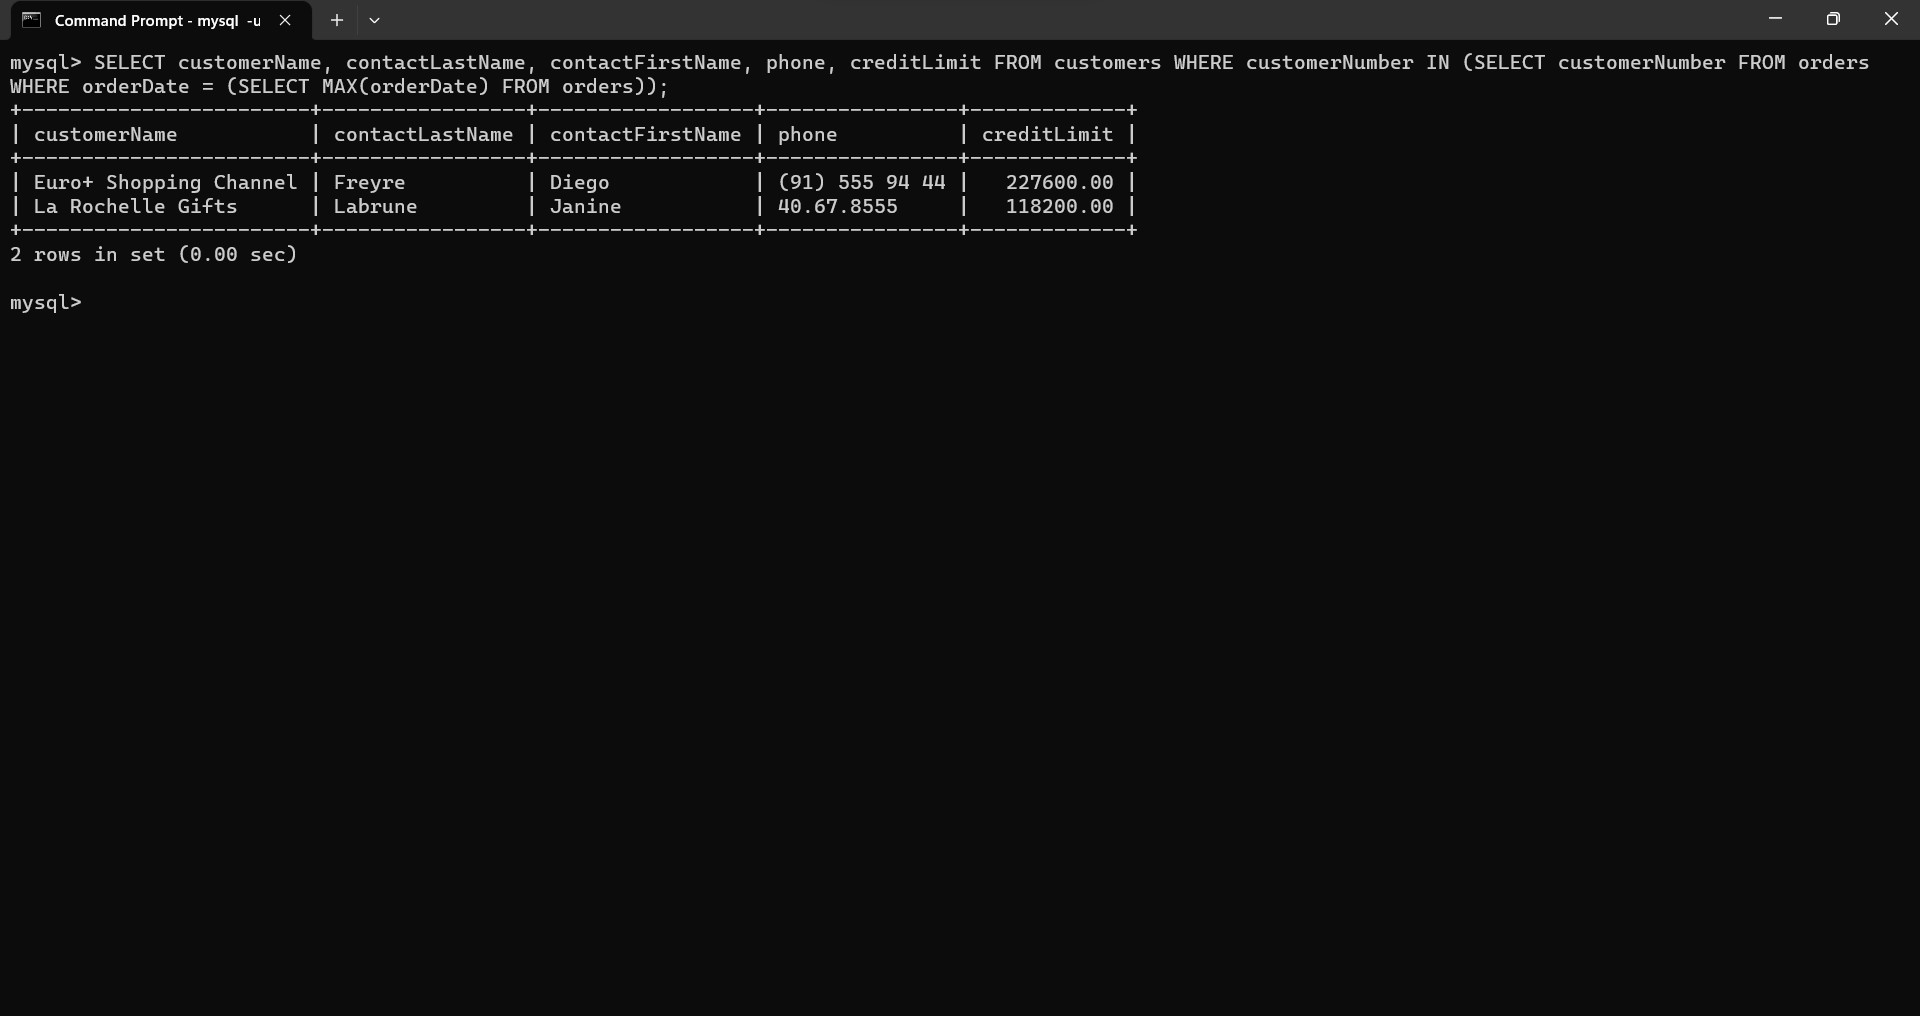 Command Prompt - mysql  -u
mysql> SELECT customerName, contactLastName, contactFirstName, phone, creditLimit FROM customers WHERE customerNumber IN (SELECT customerNumber FROM orders
WHERE orderDate = (SELECT MAX(orderDate) FROM orders));
+------------------------+-----------------+------------------+----------------+-------------+
| customerName           | contactLastName | contactFirstName | phone          | creditLimit |
+------------------------+-----------------+------------------+----------------+-------------+
| Euro+ Shopping Channel | Freyre          | Diego            | (91) 555 94 44 |   227600.00 |
| La Rochelle Gifts      | Labrune         | Janine           | 40.67.8555     |   118200.00 |
+------------------------+-----------------+------------------+----------------+-------------+
2 rows in set (0.00 sec)
mysql>